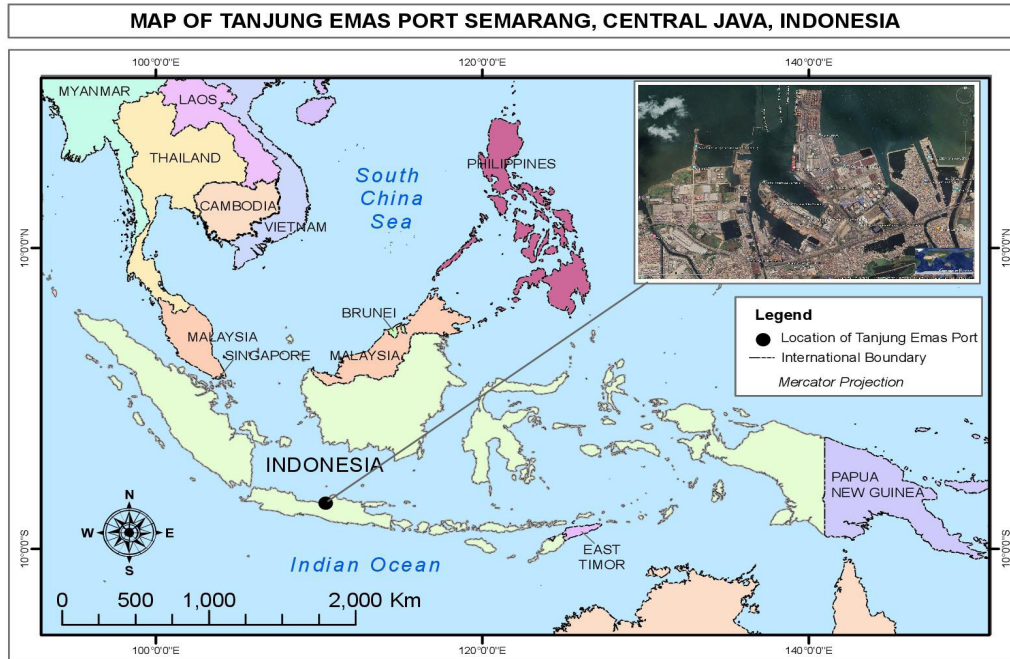 MAP OF TANJUNG EMAS PORT SEMARANG, CENTRAL JAVA, INDONESIA
100°0'0"E
120°0'0"E
140°0'0"E
MYANMAR
LAOS
THAILAND
CAMBODIA
VIETNAM
South
China
Sea
PHILIPPINES
10°0'0"N
10°0'0"N
BRUNEI
MALAYSIA
SINGAPORE
MALAYSIA
Legend
Location of Tanjung Emas Port
International Boundary
Mercator Projection
INDONESIA
PAPUA
NEW GUINEA
N
W
E
S
10°0'0"S
10°0'0"S
EAST
TIMOR
Indian Ocean
0 500 1,000 2,000 Km
100°0'0"E
120°0'0"E
140°0'0"E